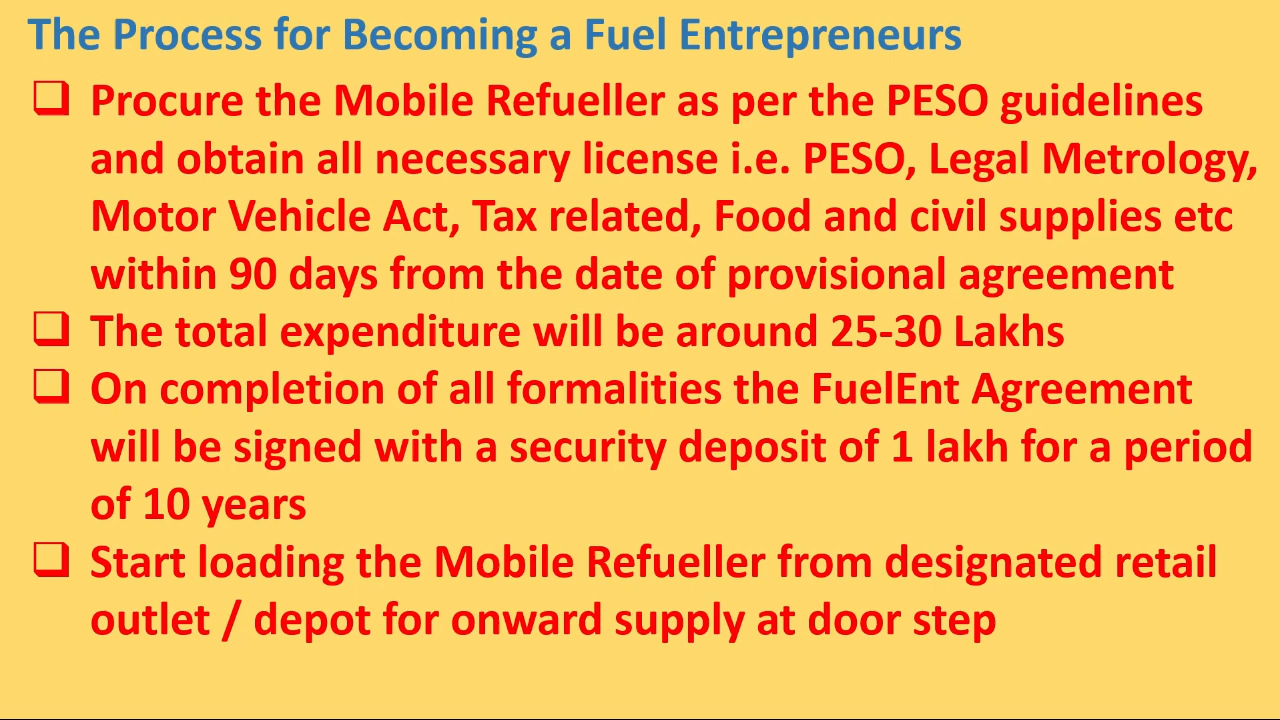 The Process for Becoming a Fuel Entrepreneurs
❑ Procure the Mobile Refueller as per the PESO guidelines
and obtain all necessary license i.e. PESO, Legal Metrology,
Motor Vehicle Act, Tax related, Food and civil supplies etc
within 90 days from the date of provisional agreement
❑ The total expenditure will be around 25-30 Lakhs
❑ On completion of all formalities the FuelEnt Agreement
will be signed with a security deposit of 1 lakh for a period
of 10 years
❑ Start loading the Mobile Refueller from designated retail
outlet / depot for onward supply at door step